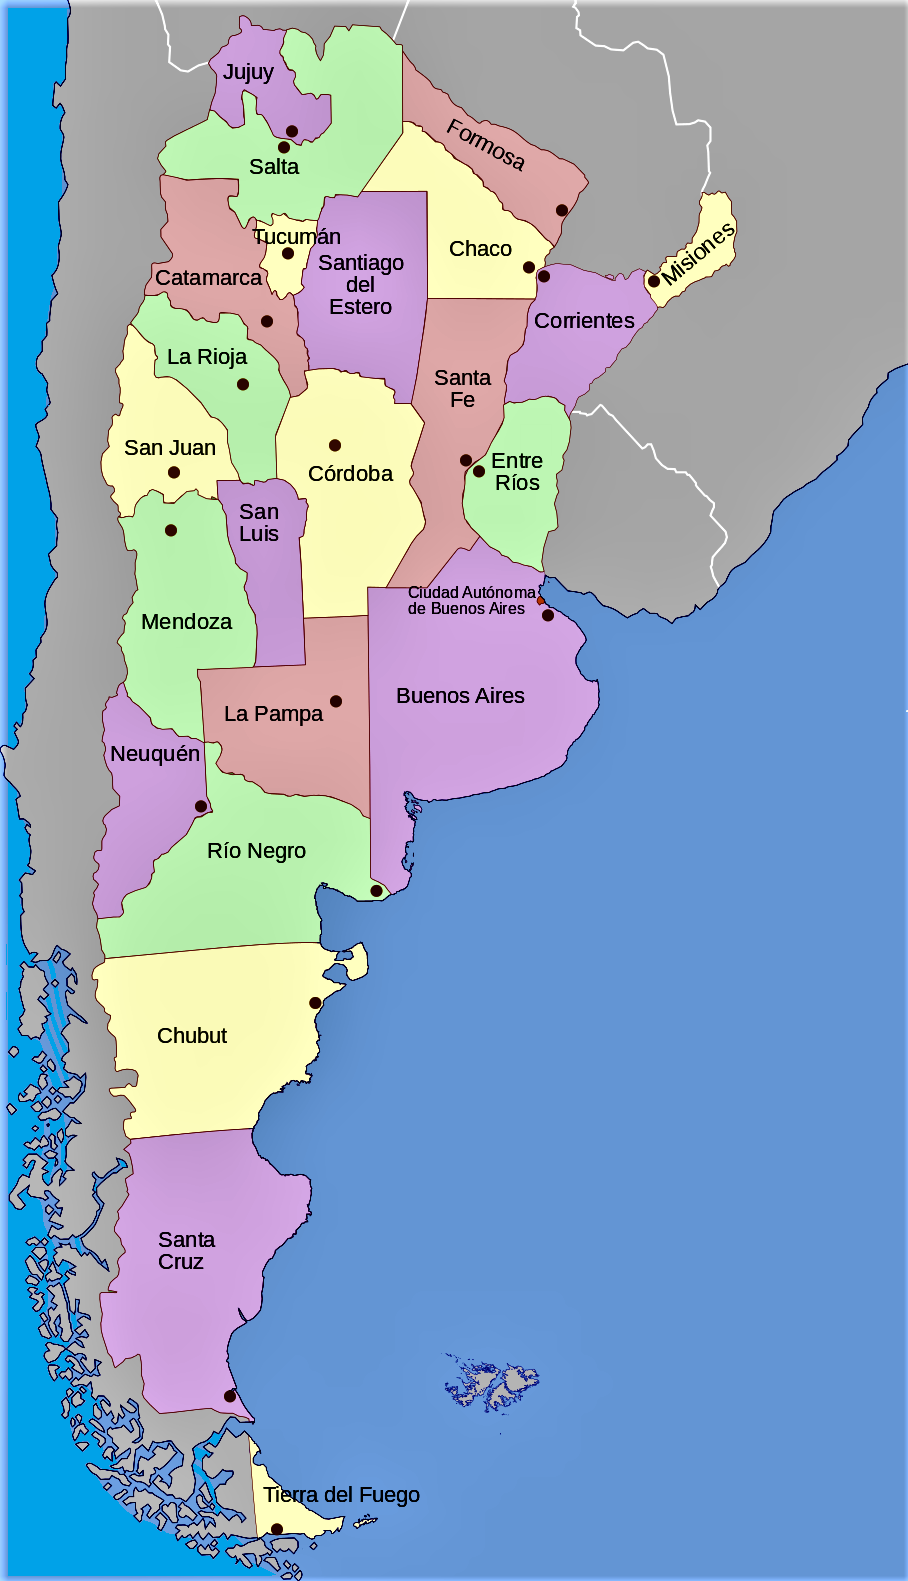 Jujuy
Formosa
Salta
Tucumán
Misiones
Chaco
Santiago
del
Estero
Catamarca
Corrientes
La Rioja
Santa
Fe
San Juan
Córdoba
Entre
Ríos
San
Luis
Ciudad Autónoma
de Buenos Aires
Mendoza
Buenos Aires
La Pampa
Neuquén
Río Negro
Chubut
Santa
Cruz
Tierra del Fuego